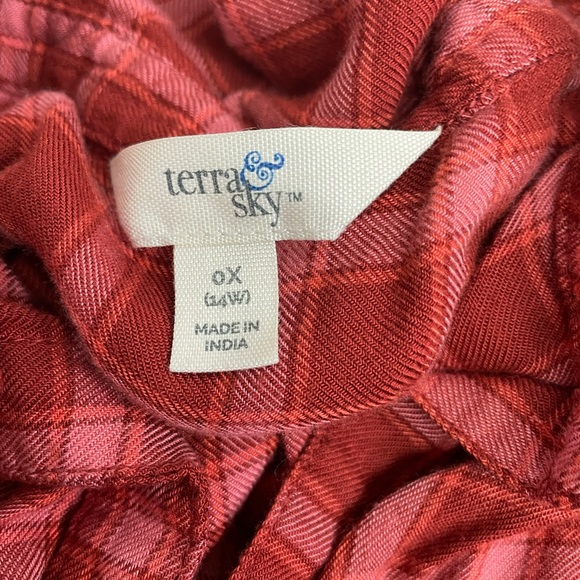 terra &
sky™
0X
(14W)
MADE IN
INDIA